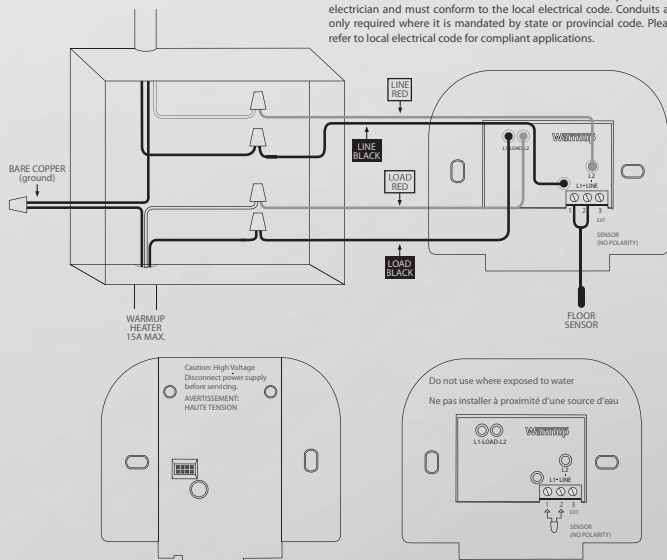 electrician and must conform to the local electrical code. Conduits a
only required where it is mandated by state or provincial code. Plea
refer to local electrical code for compliant applications.
LINE
RED
Warmup
L1-LOAD-L2
L2
L1-LINE
1 2 3
EXT
SENSOR
(NO POLARITY)
LINE
BLACK
BARE COPPER
(ground)
LOAD
RED
LOAD
BLACK
WARMUP
HEATER
15A MAX.
FLOOR
SENSOR
Caution: High Voltage
Disconnect power supply
before servicing.
AVERTISSEMENT:
HAUTE TENSION
Do not use where exposed to water
Ne pas installer à proximité d'une source d'eau
L1-LOAD-L2
Warmup
L2
L1-LINE
1 2 3
EXT
SENSOR
(NO POLARITY)